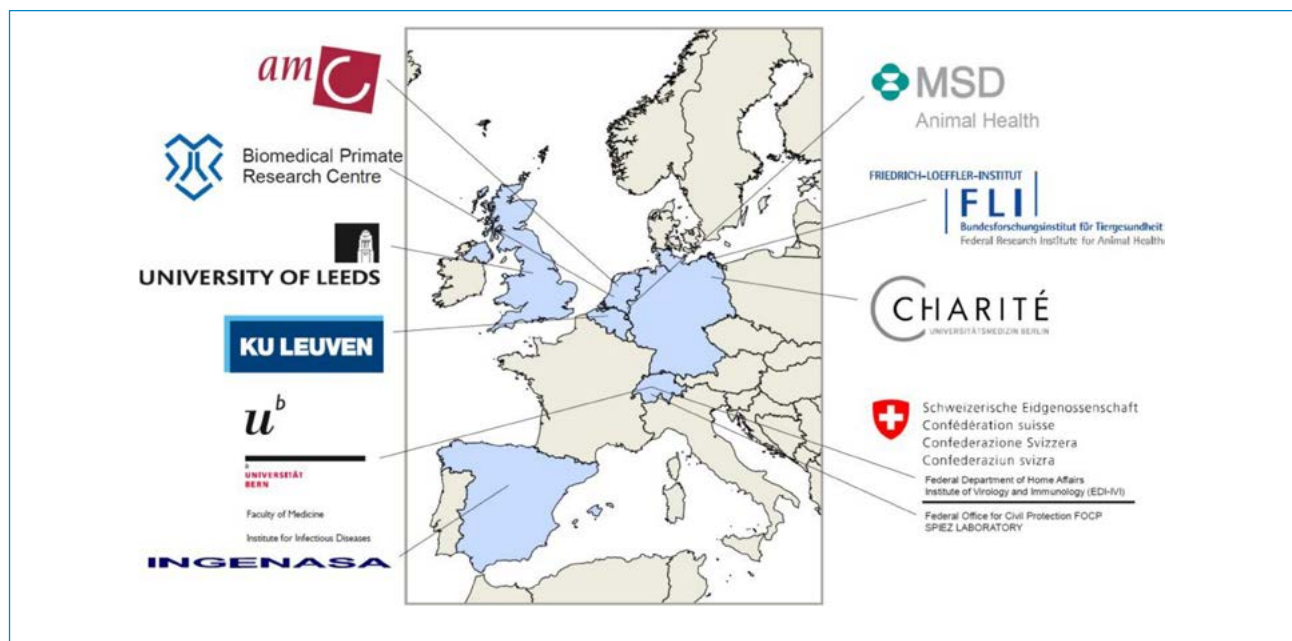 amC
Biomedical Primate
Research Centre
UNIVERSITY OF LEEDS
KU LEUVEN
u^b
b
UNIVERSITÄT
BERN
Faculty of Medicine
Institute for Infectious Diseases
INGENASA
MSD
Animal Health
FRIEDRICH-LOEFFLER-INSTITUT
FLI
Bundesforschungsinstitut für Tiergesundheit
Federal Research Institute for Animal Health
CHARITÉ
UNIVERSITÄTSMEDIZIN BERLIN
Schweizerische Eidgenossenschaft
Confédération suisse
Confederazione Svizzera
Confederaziun svizra
Federal Department of Home Affairs
Institute of Virology and Immunology (EDI-IVI)
Federal Office for Civil Protection FOCP
SPIEZ LABORATORY